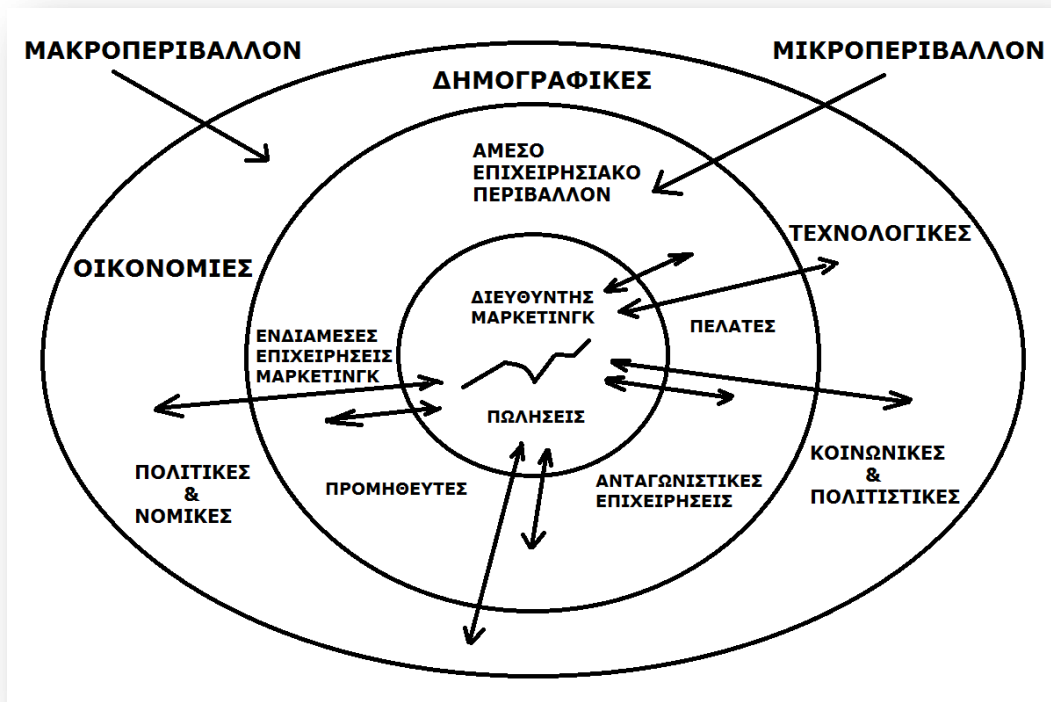 ΜΑΚΡΟΠΕΡΙΒΑΛΛΟΝ
ΜΙΚΡΟΠΕΡΙΒΑΛΛΟΝ
ΔΗΜΟΓΡΑΦΙΚΕΣ
ΑΜΕΣΟ
ΕΠΙΧΕΙΡΗΣΙΑΚΟ
ΠΕΡΙΒΑΛΛΟΝ
ΤΕΧΝΟΛΟΓΙΚΕΣ
ΟΙΚΟΝΟΜΙΕΣ
ΔΙΕΥΘΥΝΤΗΣ
ΜΑΡΚΕΤΙΝΓΚ
ΠΕΛΑΤΕΣ
ΕΝΔΙΑΜΕΣΕΣ
ΕΠΙΧΕΙΡΗΣΕΙΣ
ΜΑΡΚΕΤΙΝΓΚ
ΠΩΛΗΣΕΙΣ
ΠΟΛΙΤΙΚΕΣ
&
ΝΟΜΙΚΕΣ
ΠΡΟΜΗΘΕΥΤΕΣ
ΑΝΤΑΓΩΝΙΣΤΙΚΕΣ
ΕΠΙΧΕΙΡΗΣΕΙΣ
ΚΟΙΝΩΝΙΚΕΣ
&
ΠΟΛΙΤΙΣΤΙΚΕΣ